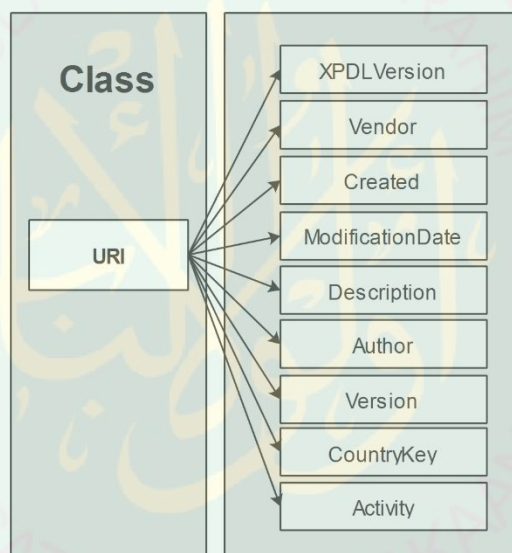 Class
URI
XPDLVersion
Vendor
Created
ModificationDate
Description
Author
Version
CountryKey
Activity